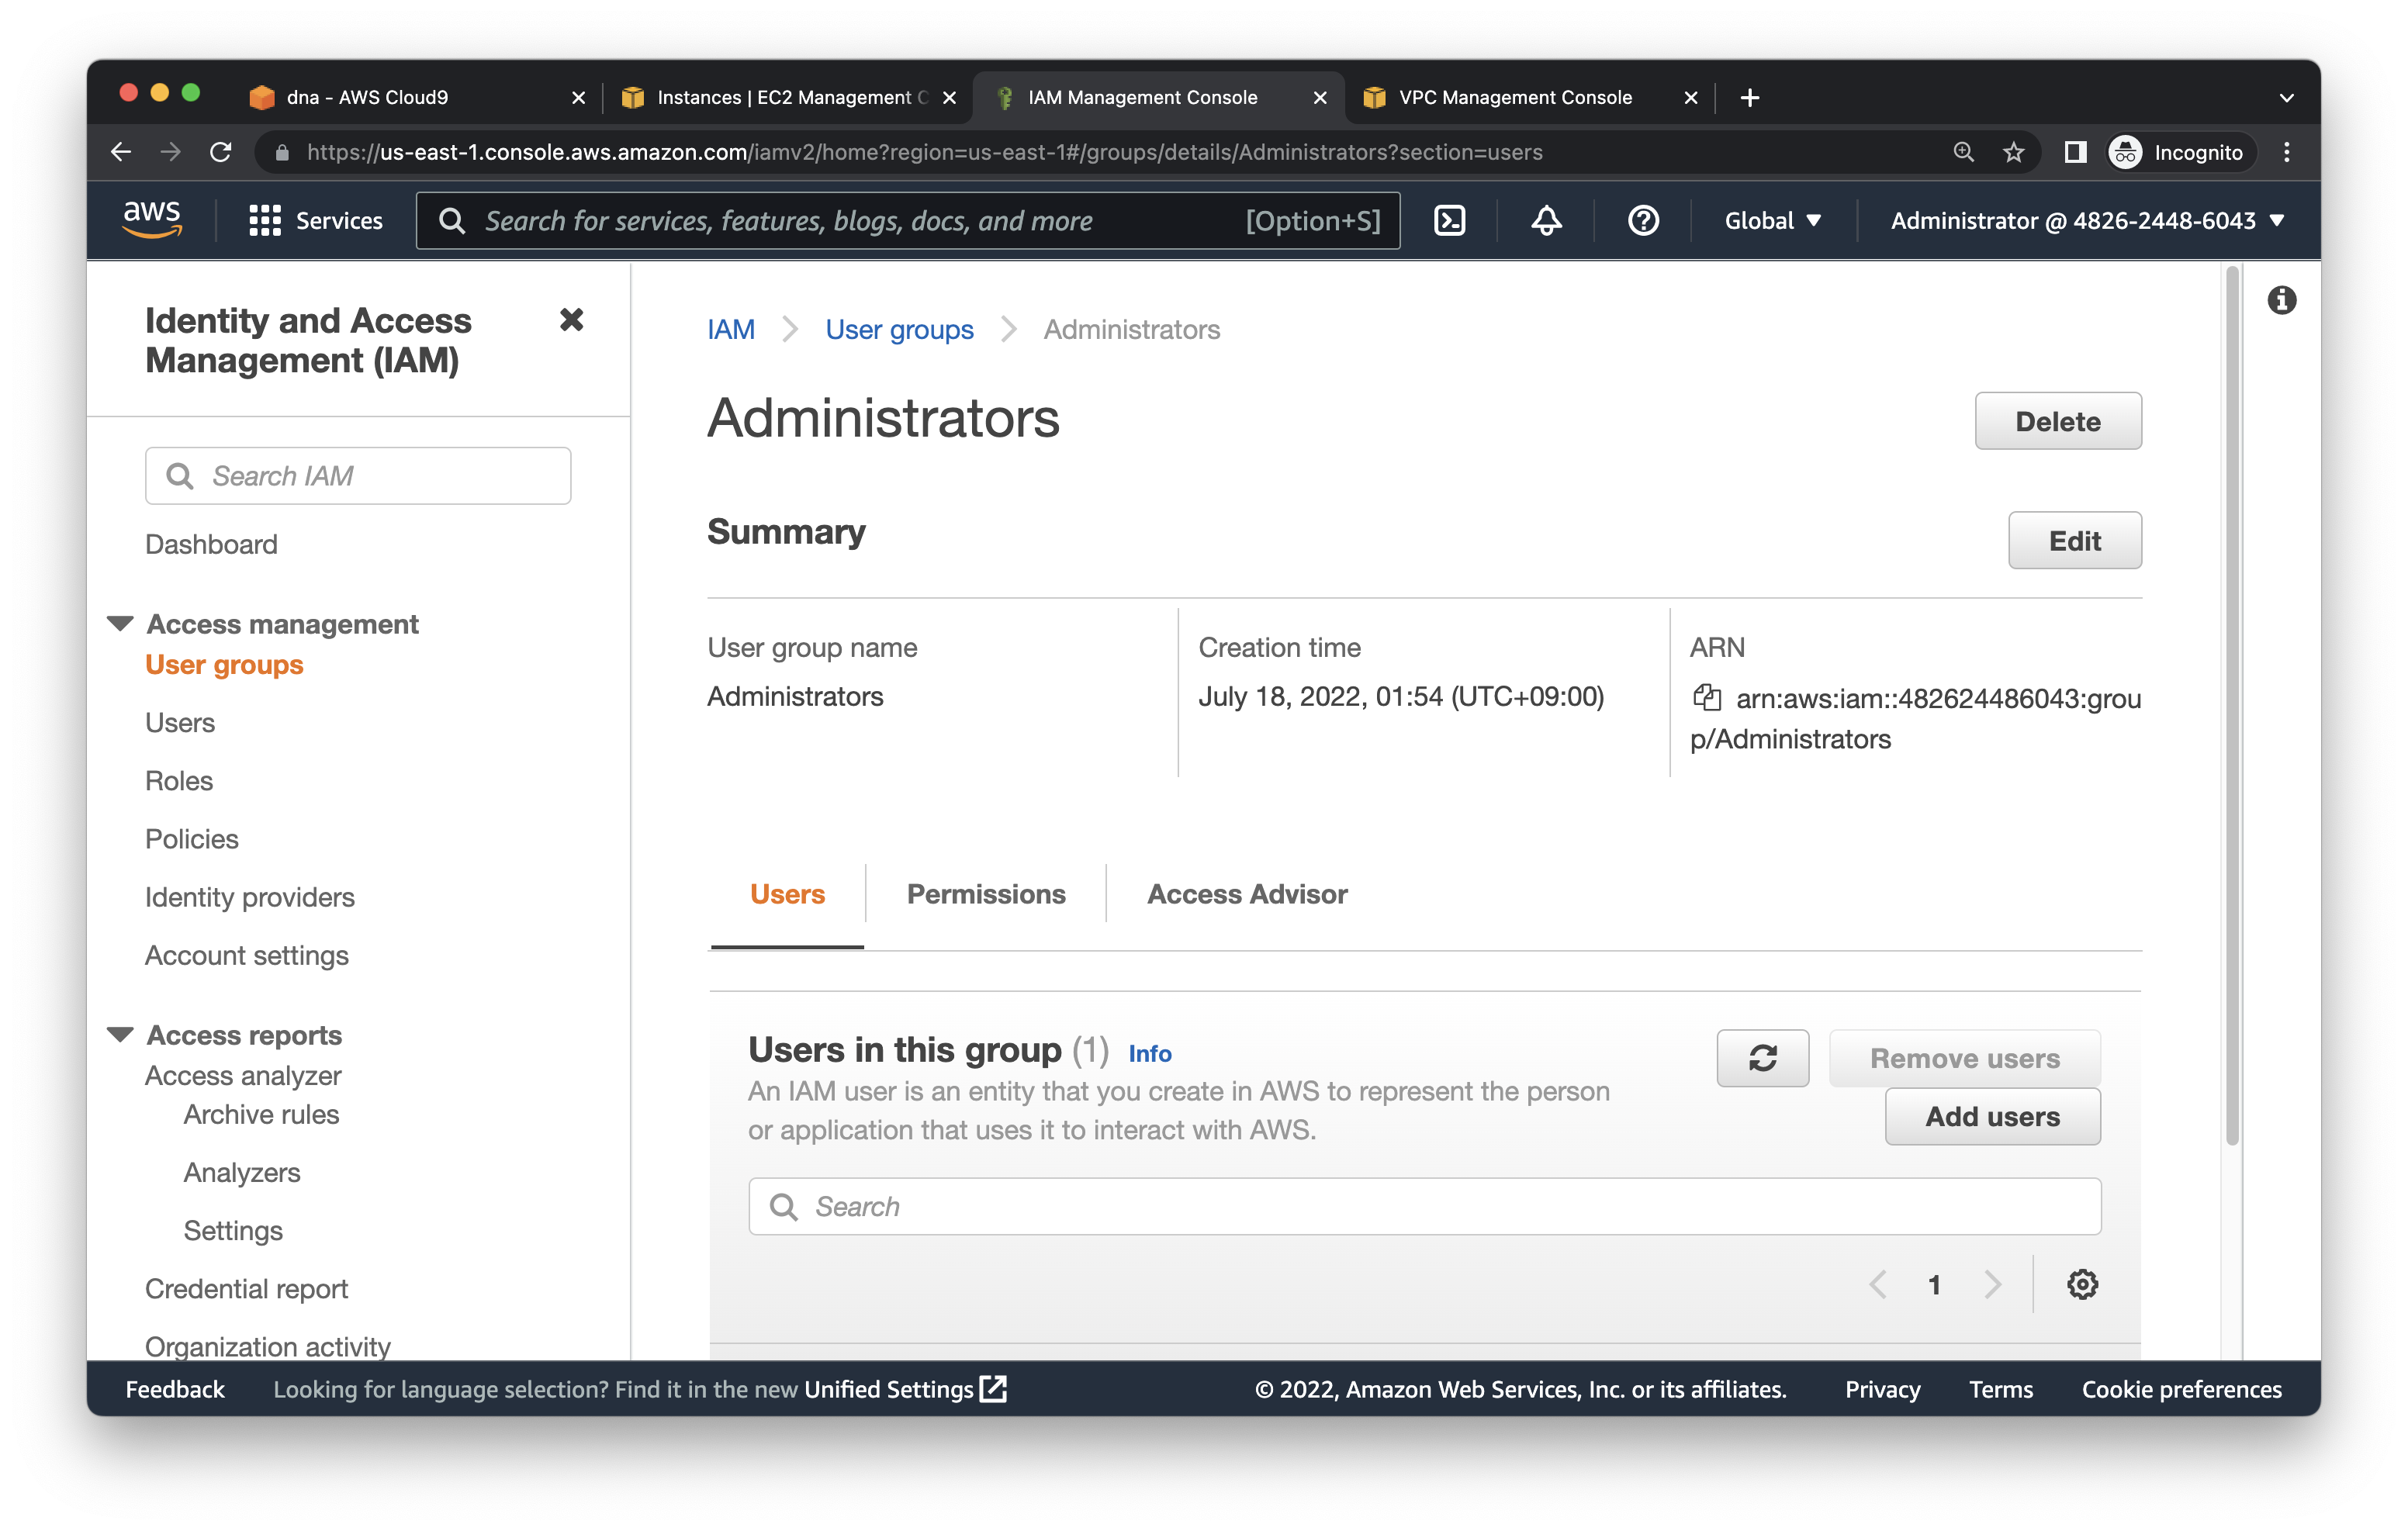 dna - AWS Cloud9
Instances | EC2 Management C
IAM Management Console
VPC Management Console
https://us-east-1.console.aws.amazon.com/iamv2/home?region=us-east-1#/groups/details/Administrators?section=users
Incognito
aws
Services
Search for services, features, blogs, docs, and more
[Option+S]
Global
Administrator @ 4826-2448-6043
Identity and Access
Management (IAM)
Search IAM
Dashboard
Access management
User groups
Users
Roles
Policies
Identity providers
Account settings
Access reports
Access analyzer
Archive rules
Analyzers
Settings
Credential report
Organization activity
IAM
User groups
Administrators
Administrators
Delete
Summary
Edit
User group name
Administrators
Creation time
July 18, 2022, 01:54 (UTC+09:00)
ARN
arn:aws:iam::482624486043:grou
p/Administrators
Users
Permissions
Access Advisor
Users in this group (1) Info
An IAM user is an entity that you create in AWS to represent the person
or application that uses it to interact with AWS.
Remove users
Add users
Search
1
Feedback
Looking for language selection? Find it in the new Unified Settings
© 2022, Amazon Web Services, Inc. or its affiliates.
Privacy
Terms
Cookie preferences